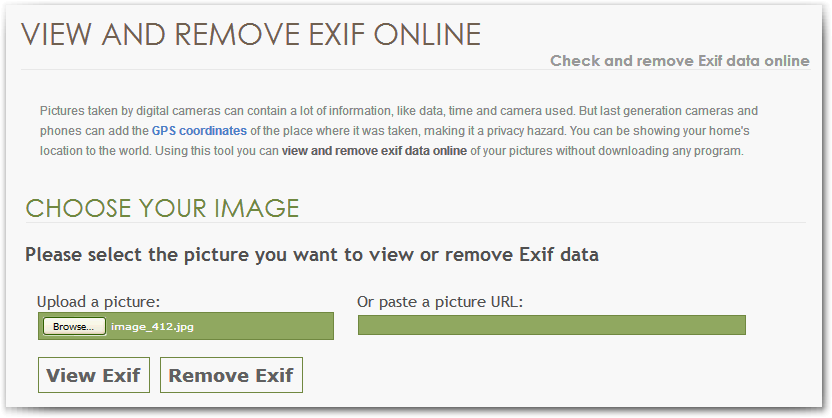 VIEW AND REMOVE EXIF ONLINE
Check and remove Exif data online
Pictures taken by digital cameras can contain a lot of information, like data, time and camera used. But last generation cameras and
phones can add the GPS coordinates of the place where it was taken, making it a privacy hazard. You can be showing your home's
location to the world. Using this tool you can view and remove exif data online of your pictures without downloading any program.
CHOOSE YOUR IMAGE
Please select the picture you want to view or remove Exif data
Upload a picture:
Browse... image_412.jpg
Or paste a picture URL:
View Exif Remove Exif